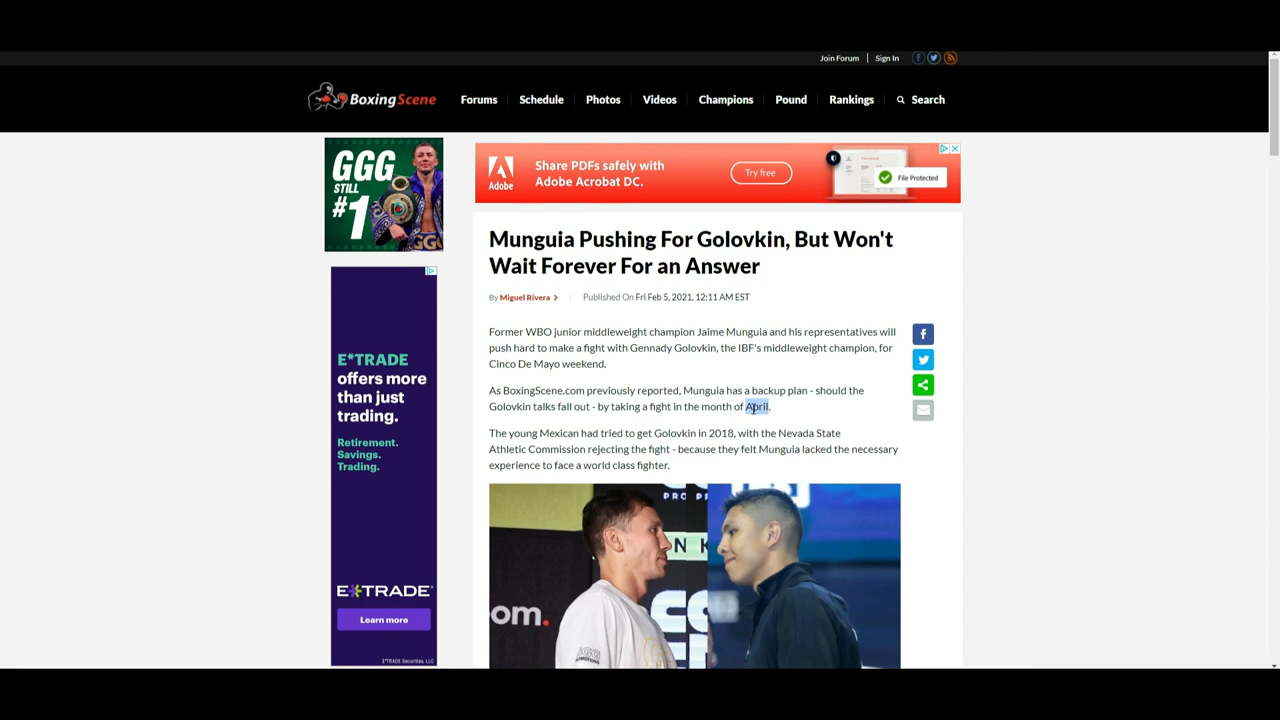 Join Forum
Sign In
BoxingScene
Forums
Schedule
Photos
Videos
Champions
Pound
Rankings
Search
GGG
STILL
#1
GGG
Adobe
Share PDFs safely with
Adobe Acrobat DC.
Try free
File Protected
Munguia Pushing For Golovkin, But Won't
Wait Forever For an Answer
By Miguel Rivera
Published On Fri Feb 5, 2021, 12:11 AM EST
Former WBO junior middleweight champion Jaime Munguia and his representatives will
push hard to make a fight with Gennady Golovkin, the IBF's middleweight champion, for
Cinco De Mayo weekend.
As BoxingScene.com previously reported, Munguia has a backup plan - should the
Golovkin talks fall out - by taking a fight in the month of April.
The young Mexican had tried to get Golovkin in 2018, with the Nevada State
Athletic Commission rejecting the fight - because they felt Munguia lacked the necessary
experience to face a world class fighter.
E*TRADE
offers more
than just
trading.
Retirement.
Savings.
Trading.
E*TRADE
Learn more
E*TRADE Securities, LLC
PRO
N K
om.
GGG